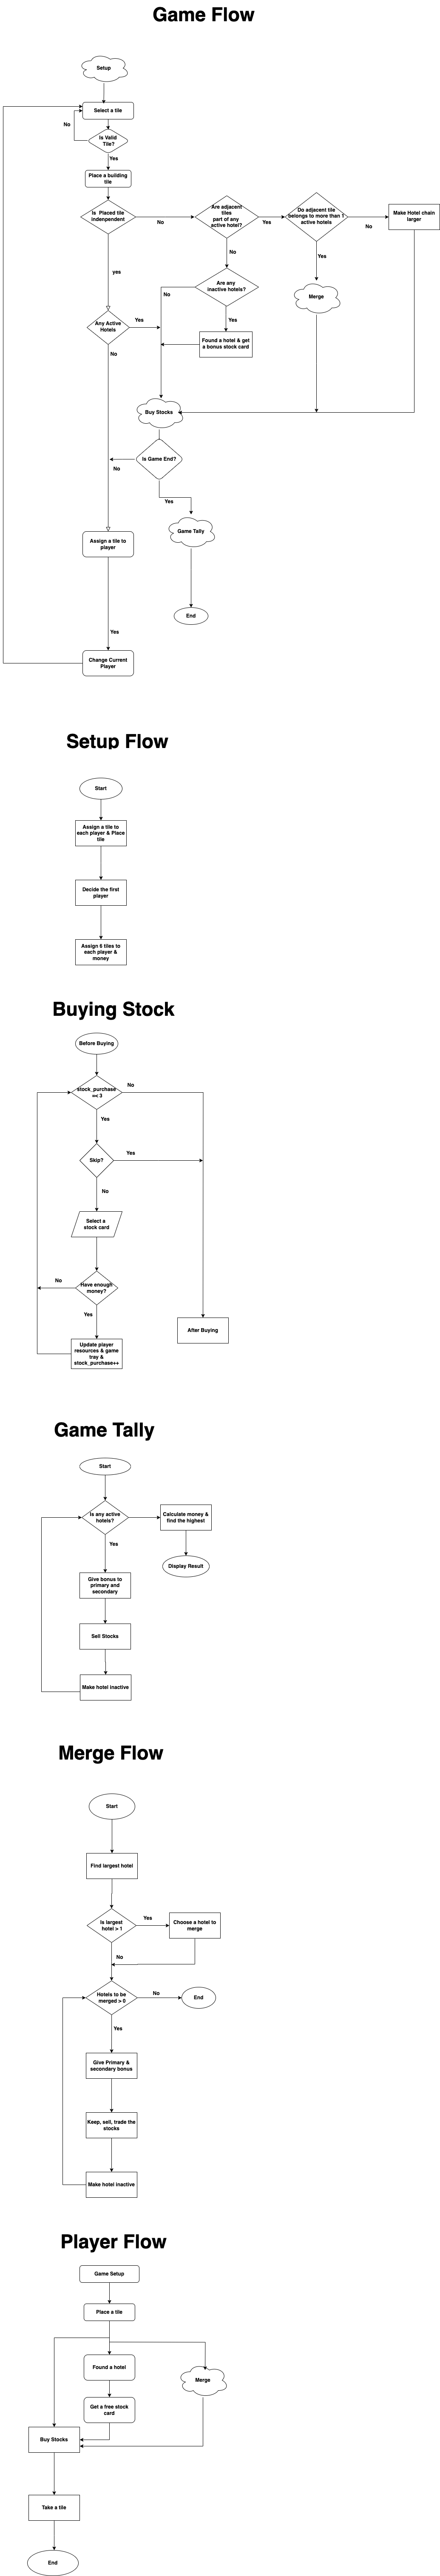 Game Flow
Setup
Select a tile
No
Is Valid
Tile?
Yes
Place a building
tile
Is  Placed tile
indenpendent
No
Are adjacent
tiles
part of any
active hotel?
Yes
Do adjacent tile
belongs to more than 1
active hotels
No
Make Hotel chain
larger
No
Yes
yes
Are any
inactive hotels?
No
Merge
Any Active
Hotels
Yes
Yes
Found a hotel & get
a bonus stock card
No
Buy Stocks
Is Game End?
No
Yes
Game Tally
Assign a tile to
player
End
Yes
Change Current
Player
Setup Flow
Start
Assign a tile to
each player & Place
tile
Decide the first
player
Assign 6 tiles to
each player &
money
Buying Stock
Before Buying
stock_purchase
=< 3
No
Yes
Skip?
Yes
No
Select a
stock card
No
Have enough
money?
Yes
After Buying
Update player
resources & game
tray &
stock_purchase++
Game Tally
Start
Is any active
hotels?
Calculate money &
find the highest
Yes
Display Result
Give bonus to
primary and
secondary
Sell Stocks
Make hotel inactive
Merge Flow
Start
Find largest hotel
Is largest
hotel > 1
Yes
Choose a hotel to
merge
No
Hotels to be
merged > 0
No
End
Yes
Give Primary &
secondary bonus
Keep, sell, trade the
stocks
Make hotel inactive
Player Flow
Game Setup
Place a tile
Found a hotel
Merge
Get a free stock
card
Buy Stocks
Take a tile
End